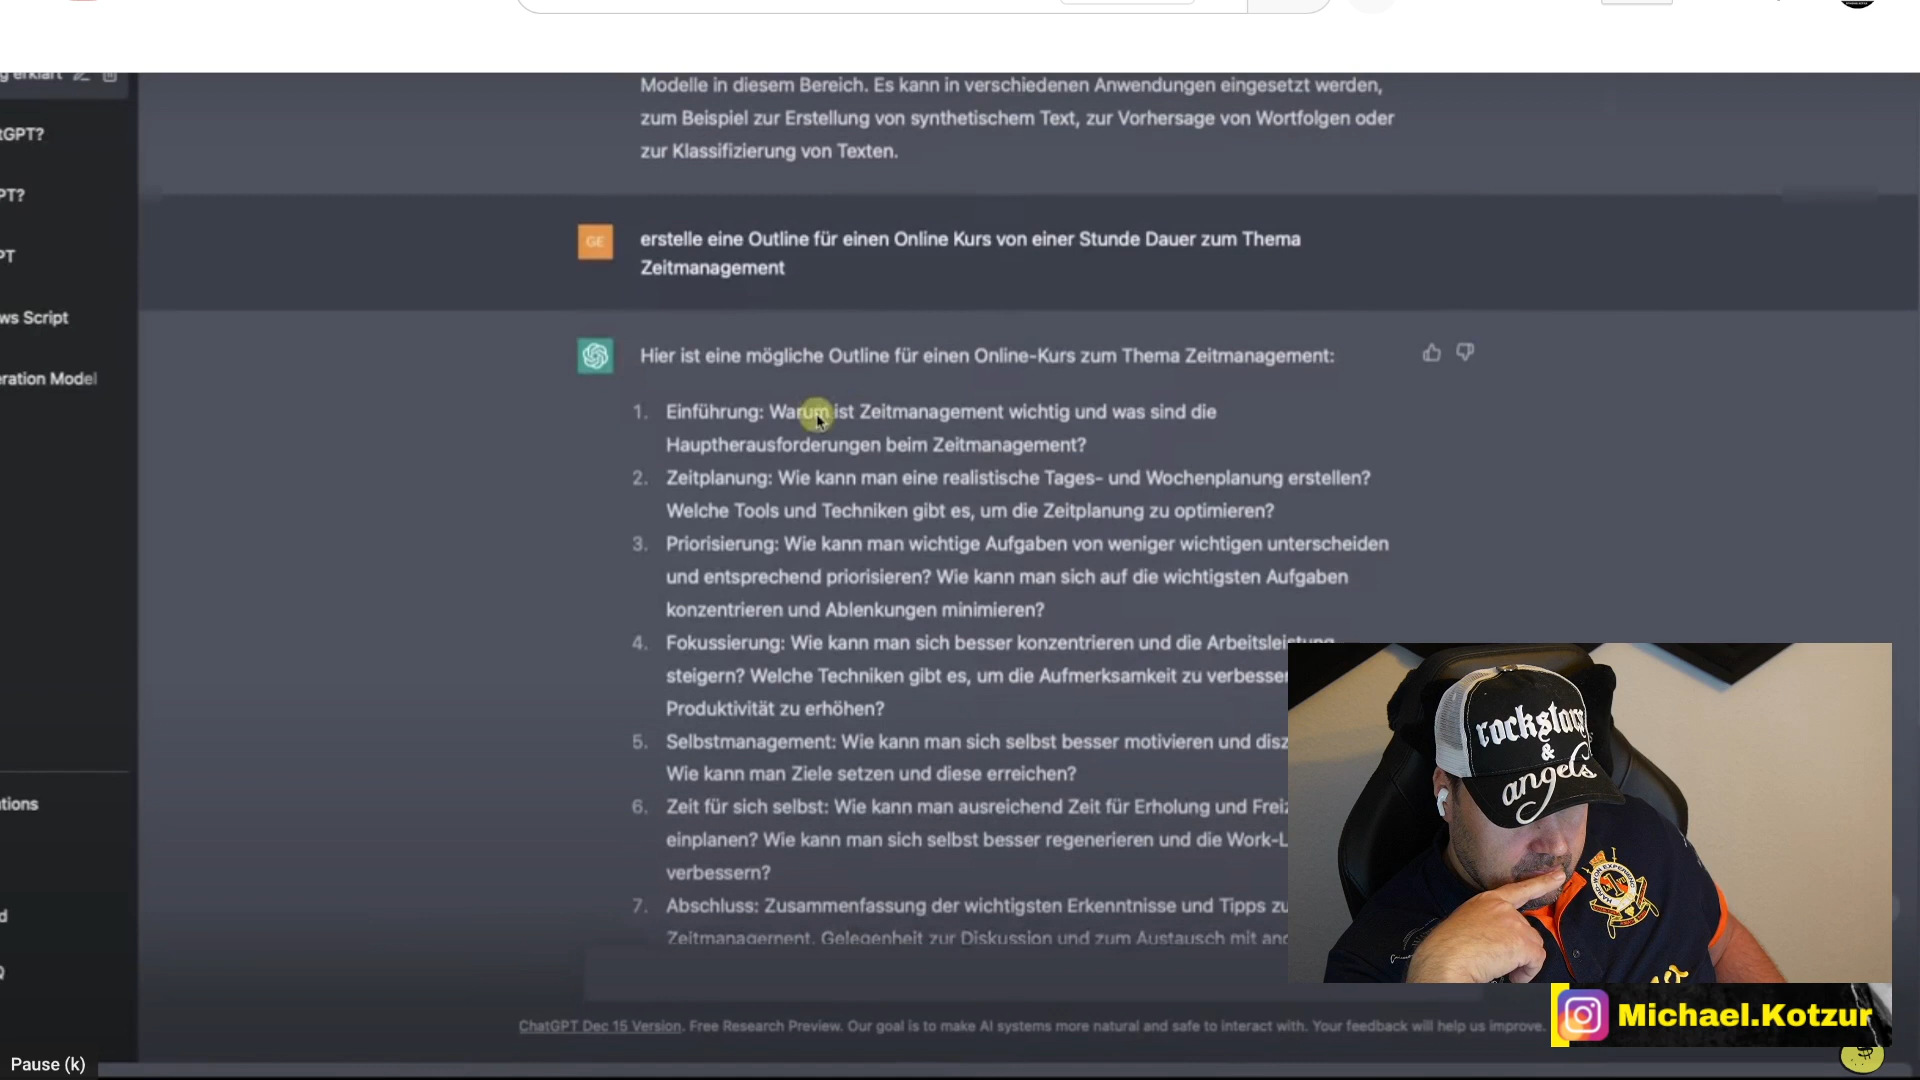 g erklärt
tGPT?
PT?
PT
ws Script
eration Model
tions
d
Q
Modelle in diesem Bereich. Es kann in verschiedenen Anwendungen eingesetzt werden,
zum Beispiel zur Erstellung von synthetischem Text, zur Vorhersage von Wortfolgen oder
zur Klassifizierung von Texten.
GE
erstelle eine Outline für einen Online Kurs von einer Stunde Dauer zum Thema
Zeitmanagement
Hier ist eine mögliche Outline für einen Online-Kurs zum Thema Zeitmanagement:
1. Einführung: Warum ist Zeitmanagement wichtig und was sind die
Hauptherausforderungen beim Zeitmanagement?
2. Zeitplanung: Wie kann man eine realistische Tages- und Wochenplanung erstellen?
Welche Tools und Techniken gibt es, um die Zeitplanung zu optimieren?
3. Priorisierung: Wie kann man wichtige Aufgaben von weniger wichtigen unterscheiden
und entsprechend priorisieren? Wie kann man sich auf die wichtigsten Aufgaben
konzentrieren und Ablenkungen minimieren?
4. Fokussierung: Wie kann man sich besser konzentrieren und die Arbeitsleistung
steigern? Welche Techniken gibt es, um die Aufmerksamkeit zu verbesser
Produktivität zu erhöhen?
5. Selbstmanagement: Wie kann man sich selbst besser motivieren und disz
Wie kann man Ziele setzen und diese erreichen?
6. Zeit für sich selbst: Wie kann man ausreichend Zeit für Erholung und Freiz
einplanen? Wie kann man sich selbst besser regenerieren und die Work-L
verbessern?
7. Abschluss: Zusammenfassung der wichtigsten Erkenntnisse und Tipps zu
Zeitmanagement. Gelegenheit zur Diskussion und zum Austausch mit and
ChatGPT Dec 15 Version. Free Research Preview. Our goal is to make AI systems more natural and safe to interact with. Your feedback will help us improve.
rockstars
&
angels
Michael.Kotzur
Pause (k)